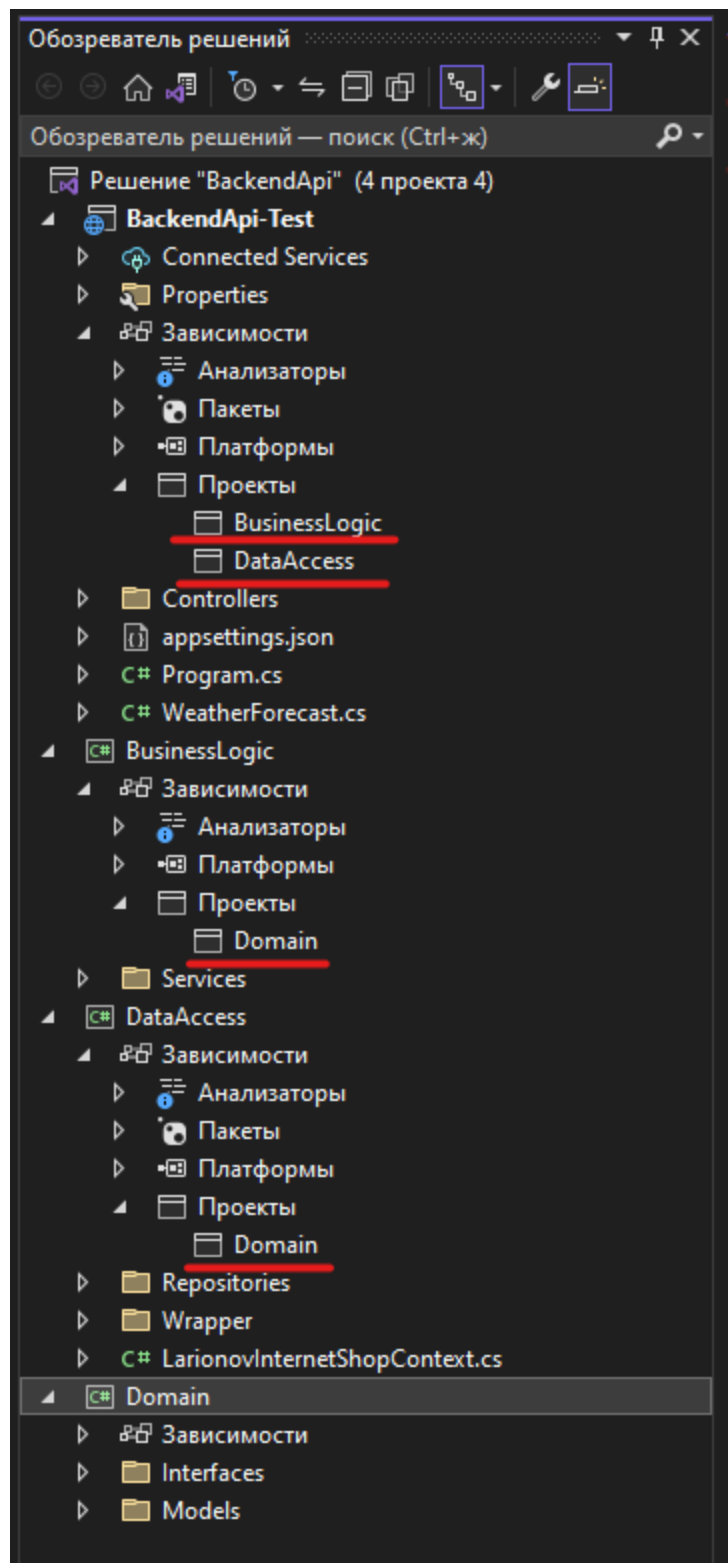 Обозреватель решений
Обозреватель решений — поиск (Ctrl+ж)
Решение "BackendApi" (4 проекта 4)
BackendApi-Test
Connected Services
Properties
Зависимости
Анализаторы
Пакеты
Платформы
Проекты
BusinessLogic
DataAccess
Controllers
appsettings.json
C# Program.cs
C# WeatherForecast.cs
C# BusinessLogic
Зависимости
Анализаторы
Платформы
Проекты
Domain
Services
C# DataAccess
Зависимости
Анализаторы
Пакеты
Платформы
Проекты
Domain
Repositories
Wrapper
C# LarionovInternetShopContext.cs
C# Domain
Зависимости
Interfaces
Models